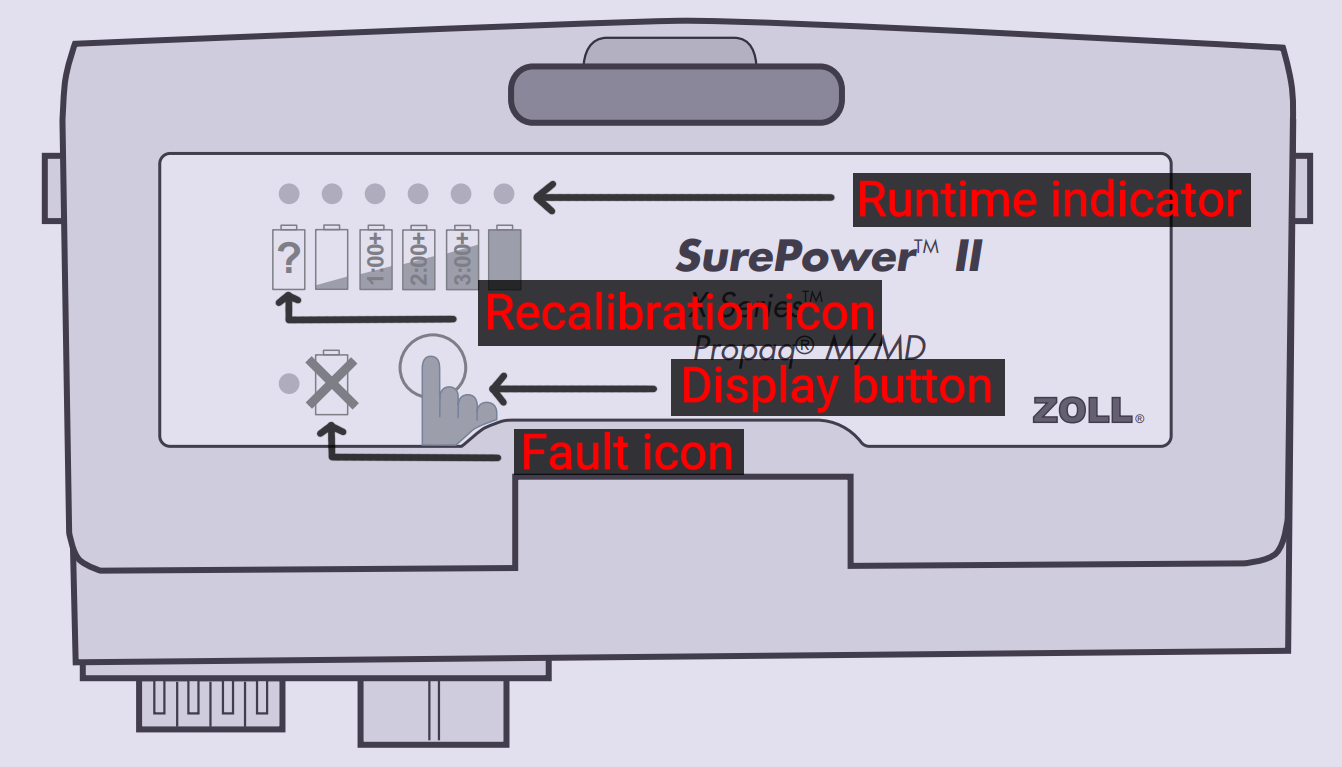 Runtime indicator
? 1:00+ 2:00+ 3:00+
SurePower™ II
X Series™
Recalibration icon
Propaq® M/MD
Display button
ZOLL®
Fault icon